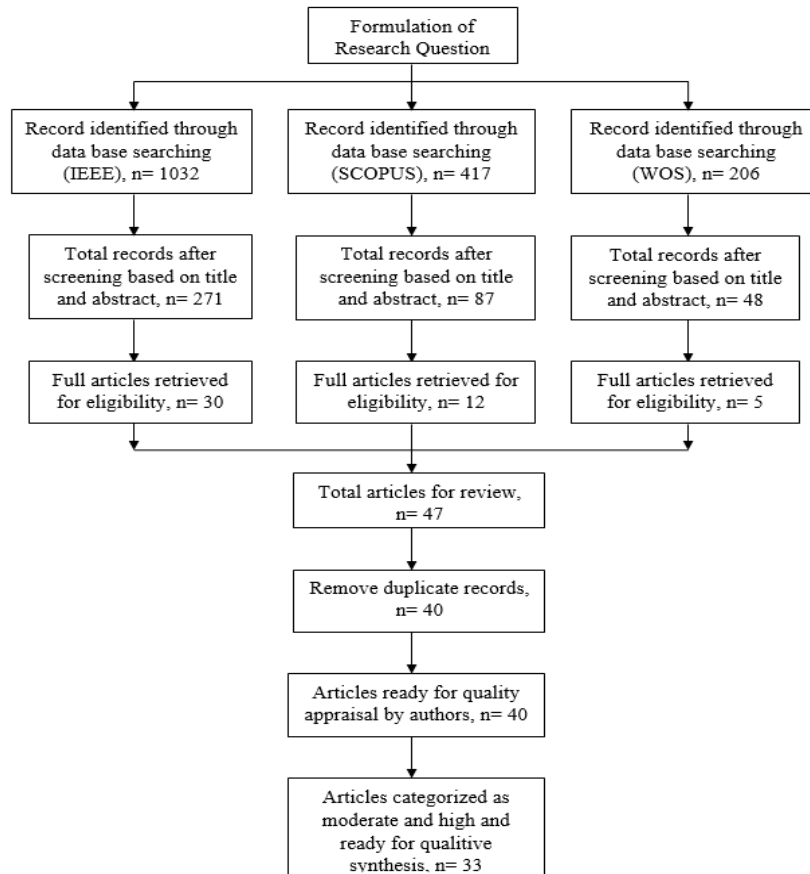 Formulation of
Research Question
Record identified through
data base searching
(IEEE), n= 1032
Record identified through
data base searching
(SCOPUS), n= 417
Record identified through
data base searching
(WOS), n= 206
Total records after
screening based on title
and abstract, n= 271
Total records after
screening based on title
and abstract, n= 87
Total records after
screening based on title
and abstract, n= 48
Full articles retrieved
for eligibility, n= 30
Full articles retrieved for
eligibility, n= 12
Full articles retrieved
for eligibility, n= 5
Total articles for review,
n= 47
Remove duplicate records,
n= 40
Articles ready for quality
appraisal by authors, n= 40
Articles categorized as
moderate and high and
ready for qualitive
synthesis, n= 33